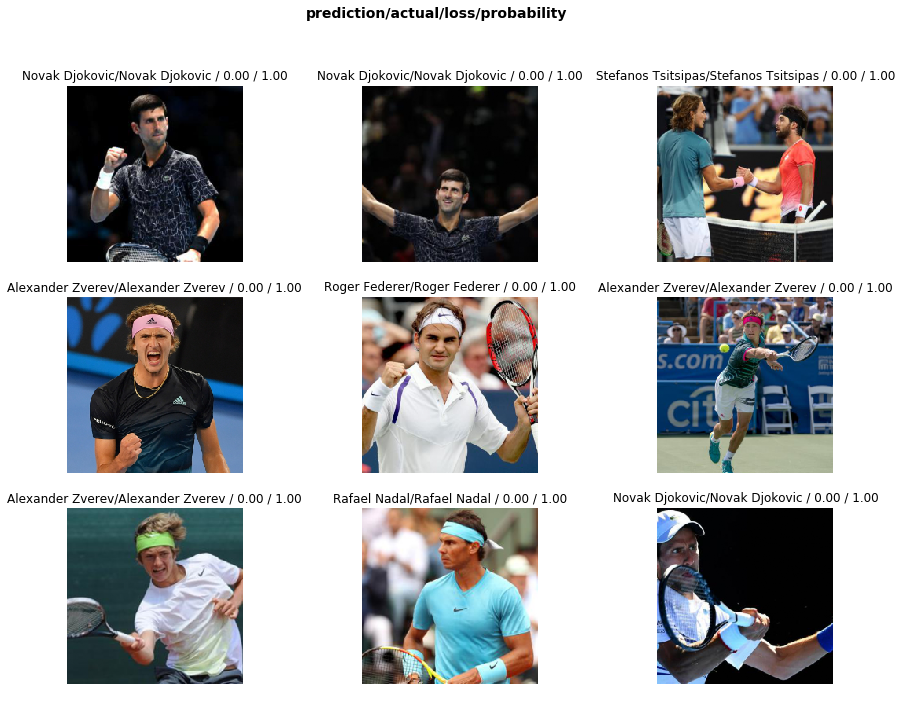 prediction/actual/loss/probability
Novak Djokovic/Novak Djokovic / 0.00 / 1.00
Novak Djokovic/Novak Djokovic / 0.00 / 1.00
Stefanos Tsitsipas/Stefanos Tsitsipas / 0.00 / 1.00
Alexander Zverev/Alexander Zverev / 0.00 / 1.00
Roger Federer/Roger Federer / 0.00 / 1.00
Alexander Zverev/Alexander Zverev / 0.00 / 1.00
s.com
citi
Alexander Zverev/Alexander Zverev / 0.00 / 1.00
Rafael Nadal/Rafael Nadal / 0.00 / 1.00
Novak Djokovic/Novak Djokovic / 0.00 / 1.00